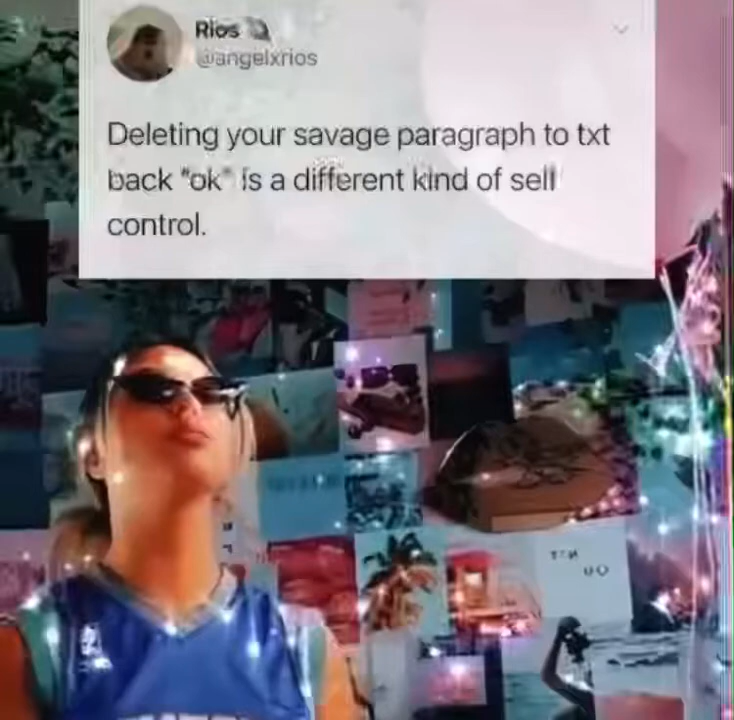 Rios
@angelxrios
Deleting your savage paragraph to txt
back "ok" is a different kind of sell
control.